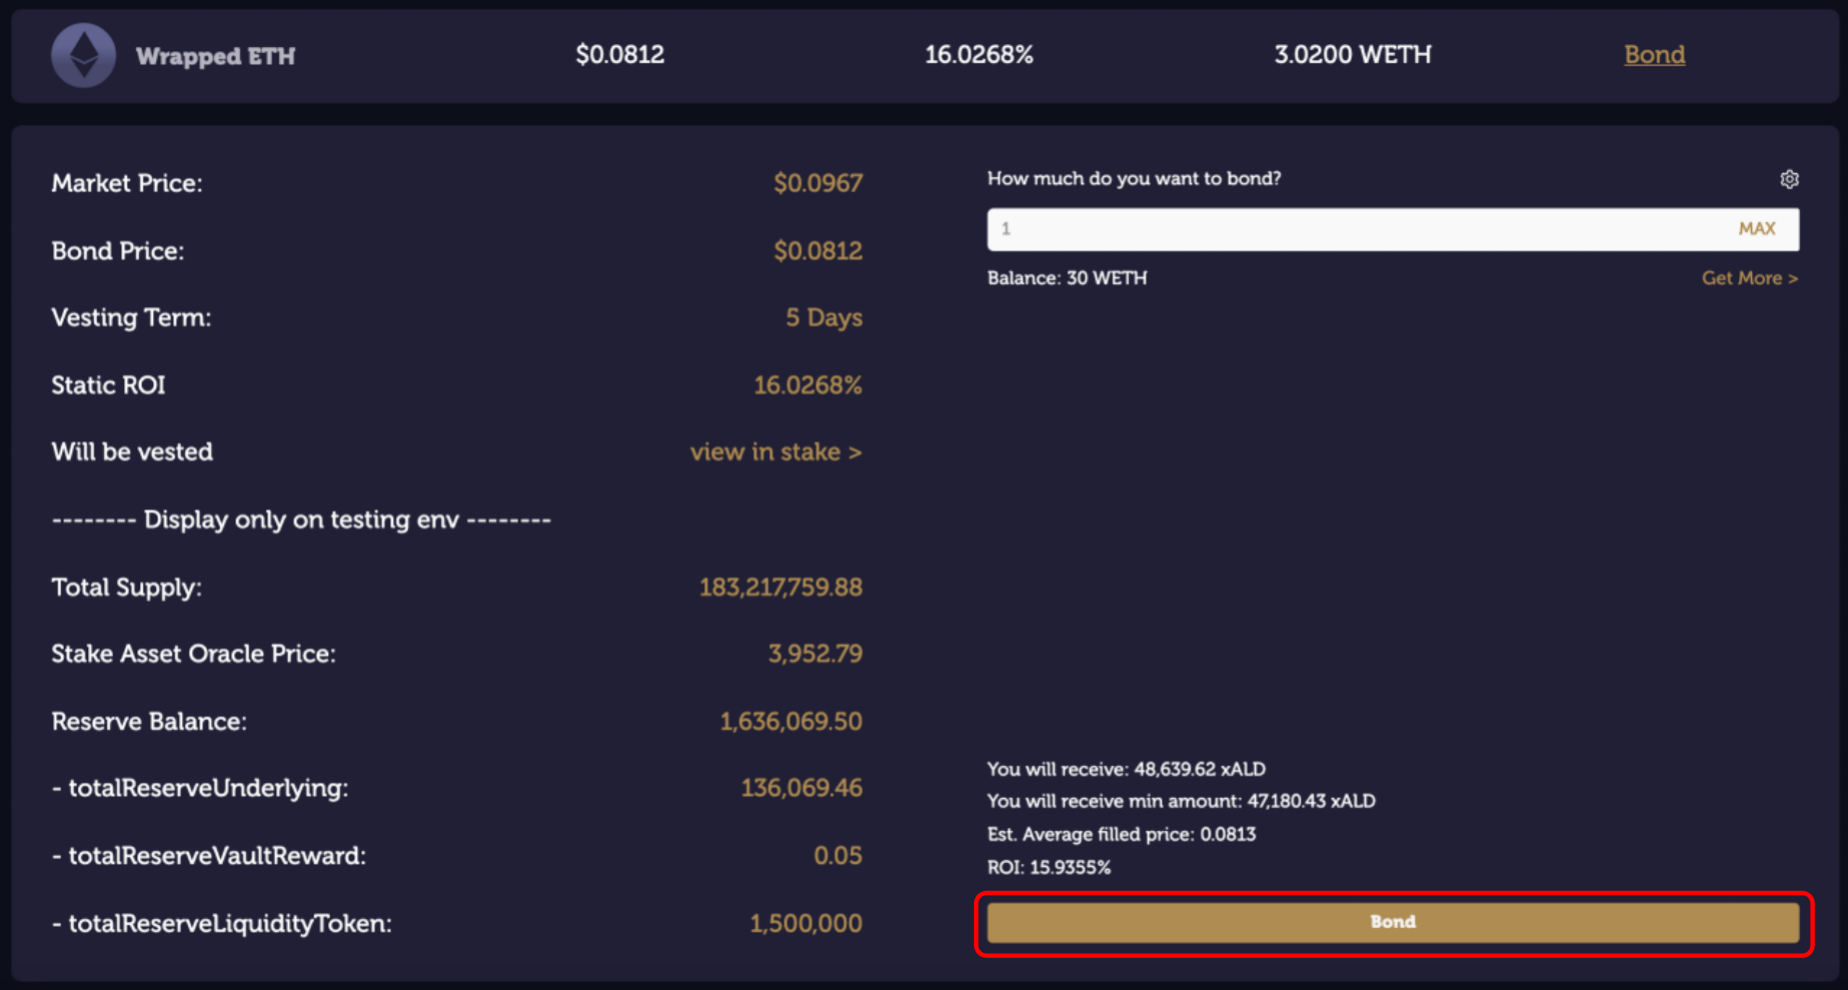 Wrapped ETH $0.0812 16.0268% 3.0200 WETH Bond
Market Price: $0.0967
Bond Price: $0.0812
Vesting Term: 5 Days
Static ROI 16.0268%
Will be vested view in stake >
-------- Display only on testing env --------
Total Supply: 183,217,759.88
Stake Asset Oracle Price: 3,952.79
Reserve Balance: 1,636,069.50
- totalReserveUnderlying: 136,069.46
- totalReserveVaultReward: 0.05
- totalReserveLiquidityToken: 1,500,000
How much do you want to bond?
1 MAX
Balance: 30 WETH Get More >
You will receive: 48,639.62 xALD
You will receive min amount: 47,180.43 xALD
Est. Average filled price: 0.0813
ROI: 15.9355%
Bond